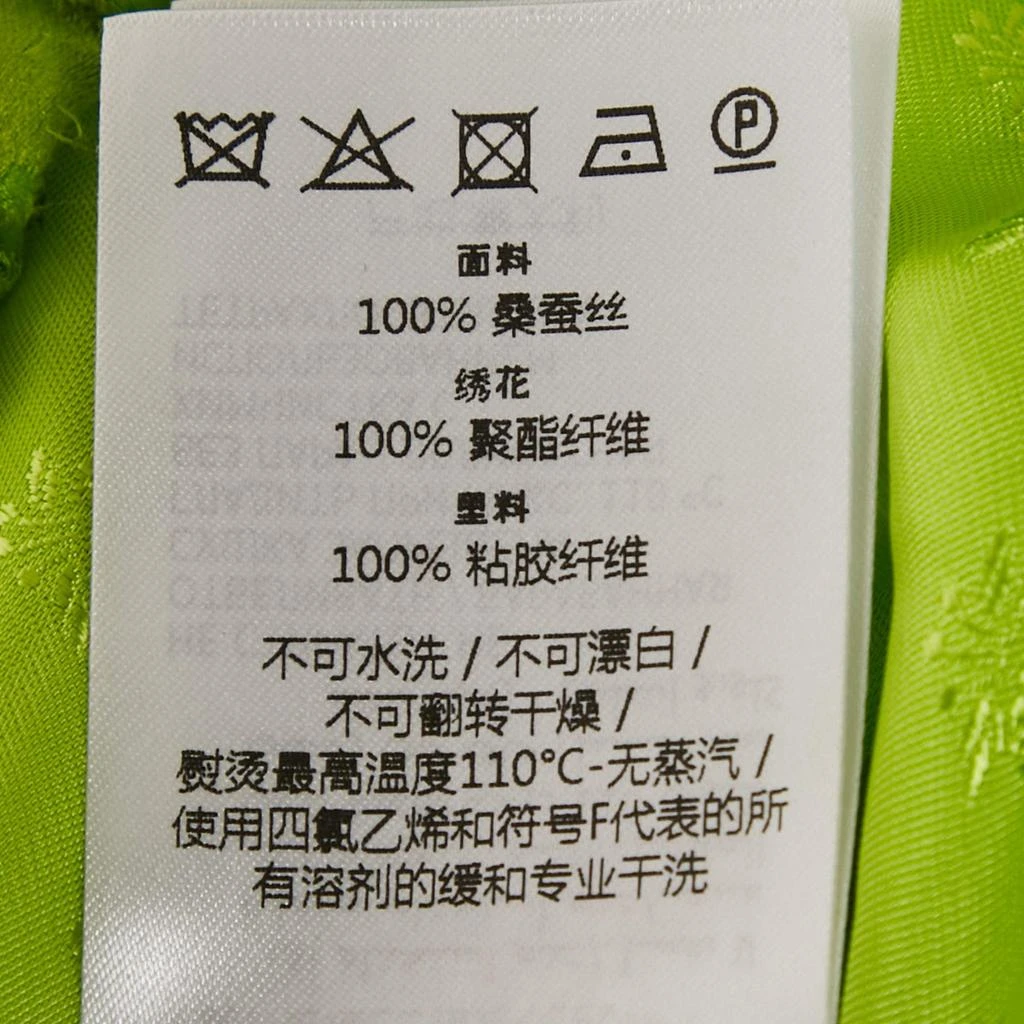 P
面料
100% 桑蚕丝
绣花
100% 聚酯纤维
塑料
100% 粘胶纤维
不可水洗 / 不可漂白 /
不可翻转干燥 /
熨烫最高温度110°C-无蒸汽 /
使用四氯乙烯和符号F代表的所
有溶剂的缓和专业干洗